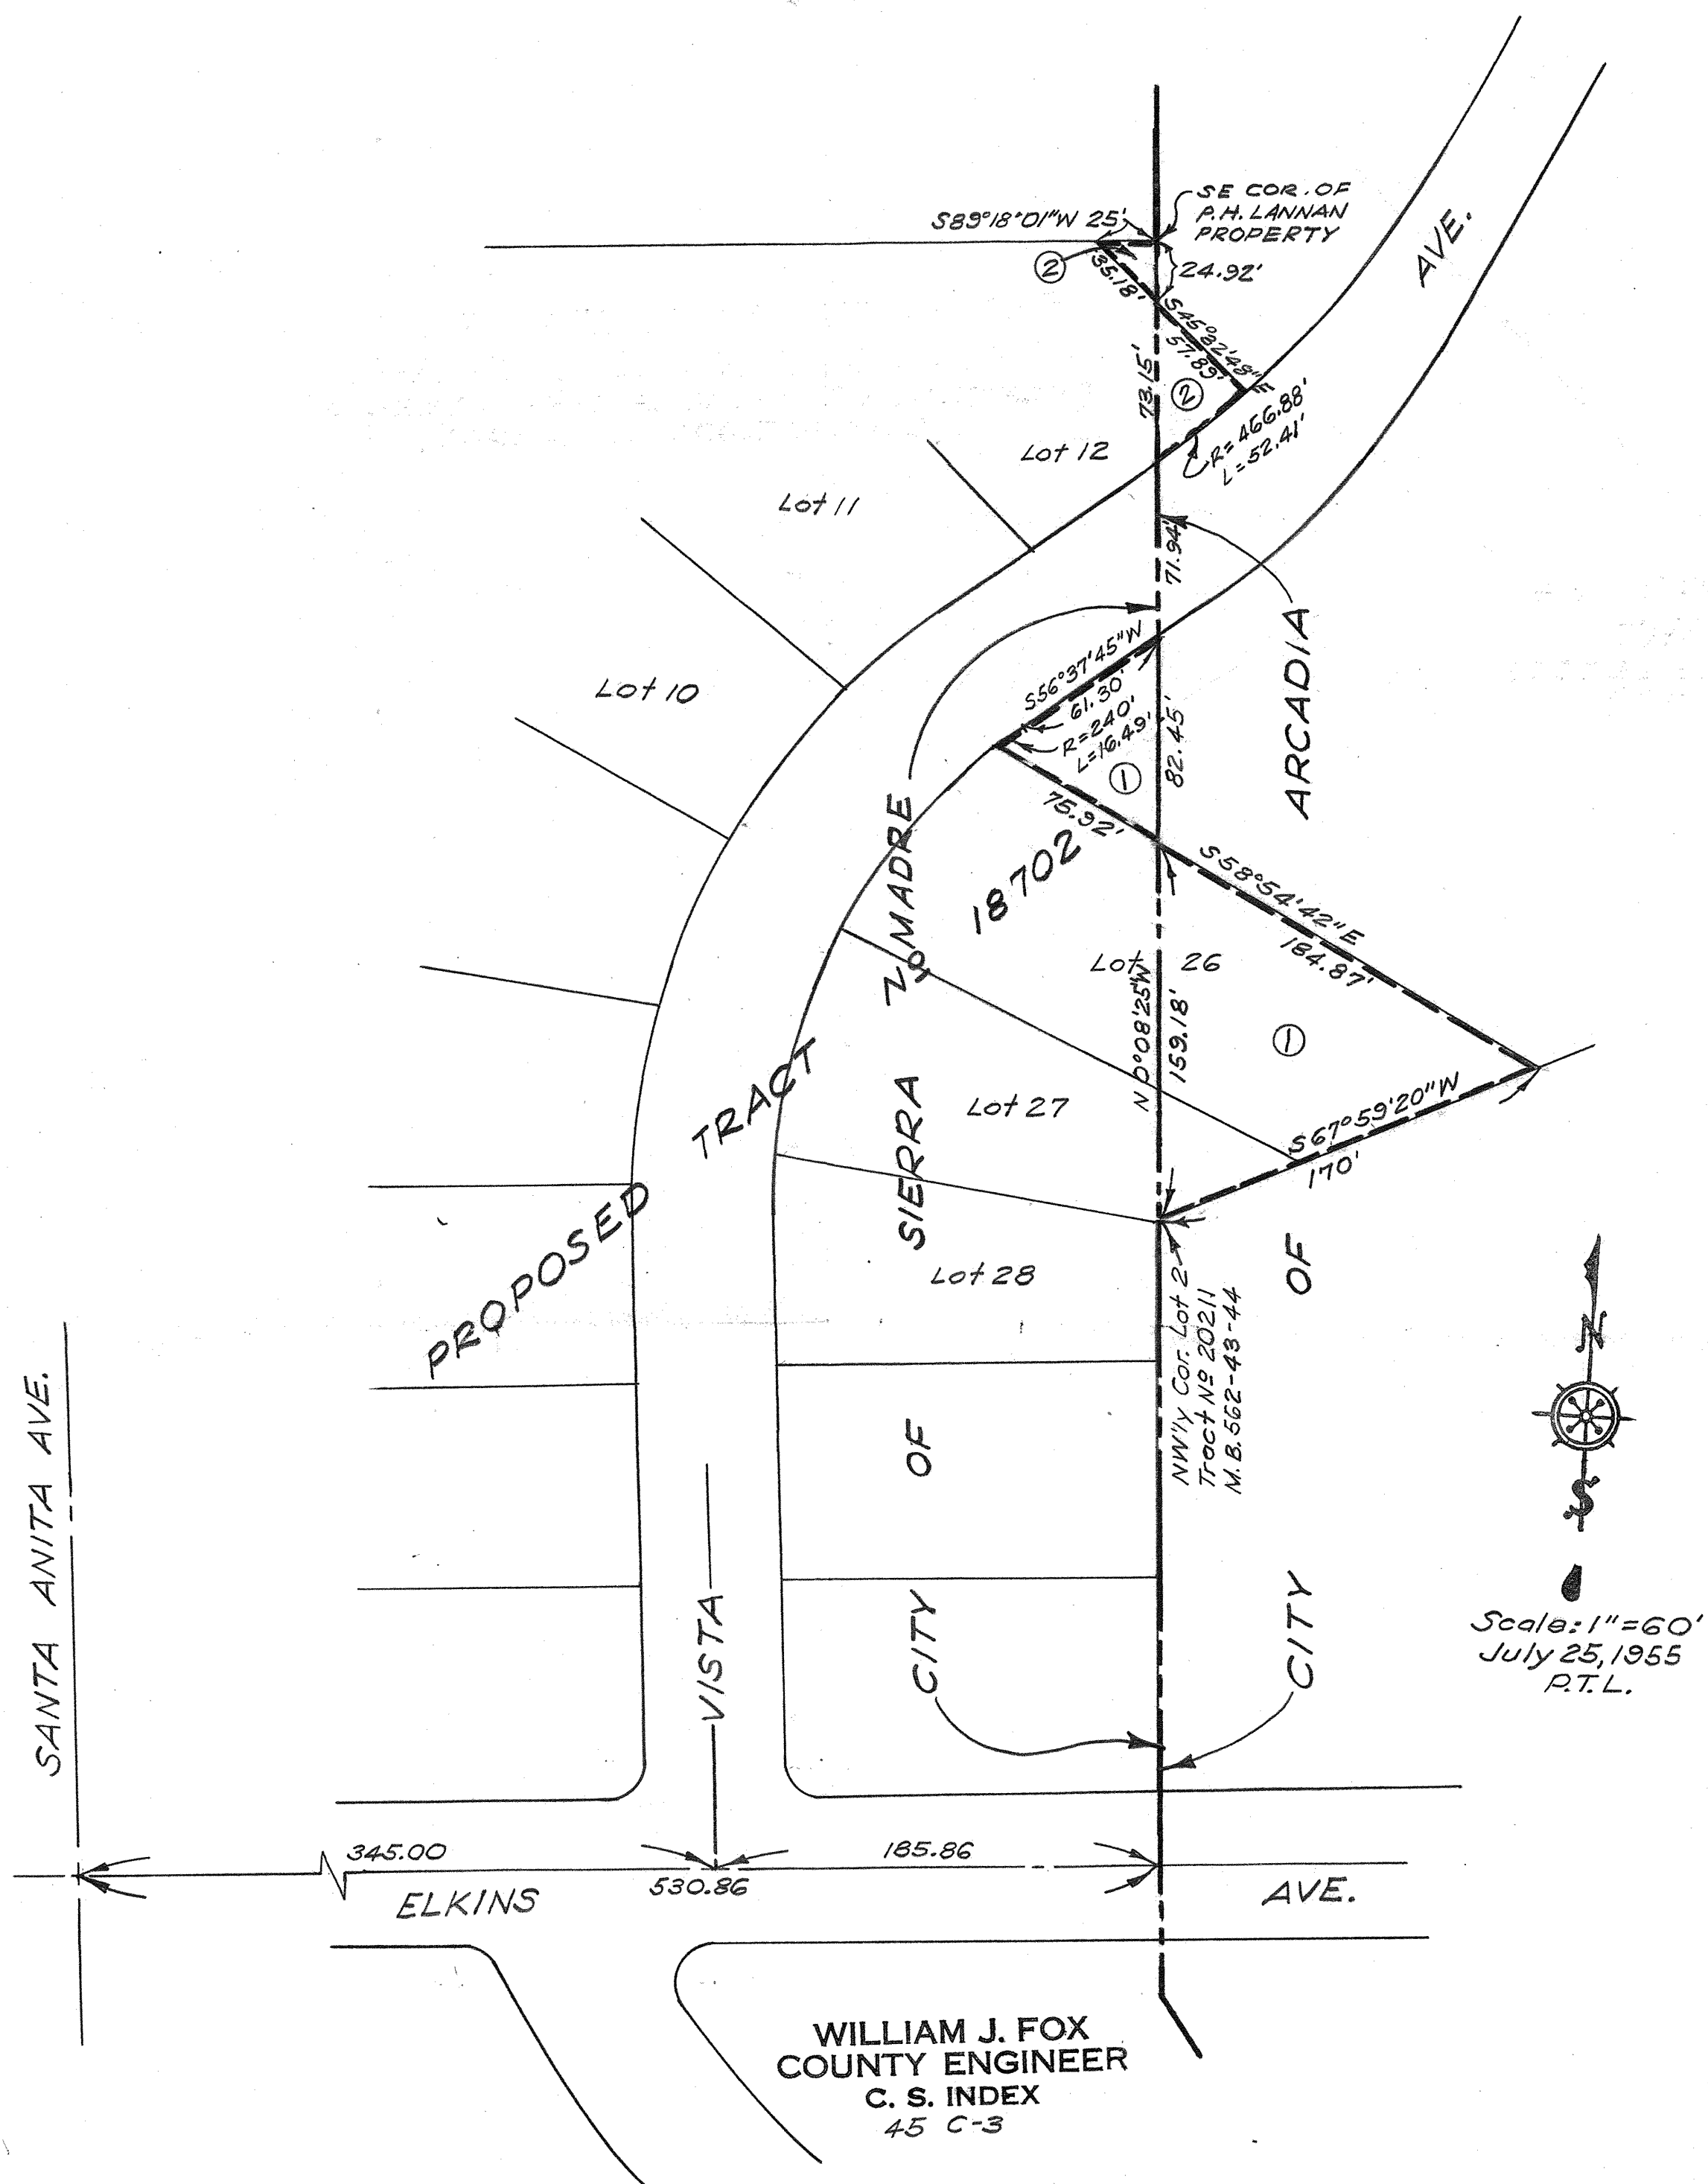 S89°18'01"W 25'
SE COR. OF
P.H. LANNAN
PROPERTY
AVE.
②
35.18'
24.92'
S45°32'48"E
57.89'
73.15'
②
R=466.88'
L=52.41'
Lot 12
Lot 11
71.94'
Lot 10
S56°37'45"W
61.30'
R=240'
L=16.49'
①
82.45'
75.92'
ARCADIA
18702
S58°54'42"E
184.87'
Lot 26
N0°08'25"W
159.18'
①
No
MADRE
TRACT
SIERRA
Lot 27
S67°59'20"W
170'
PROPOSED
OF
Lot 28
NW'ly Cor. Lot 2
Tract No 20211
M.B. 562-43-44
N
S
OF
SANTA ANITA AVE.
VISTA
CITY
CITY
Scale: 1"=60'
July 25, 1955
P.T.L.
345.00
185.86
530.86
ELKINS
AVE.
WILLIAM J. FOX
COUNTY ENGINEER
C. S. INDEX
45 C-3